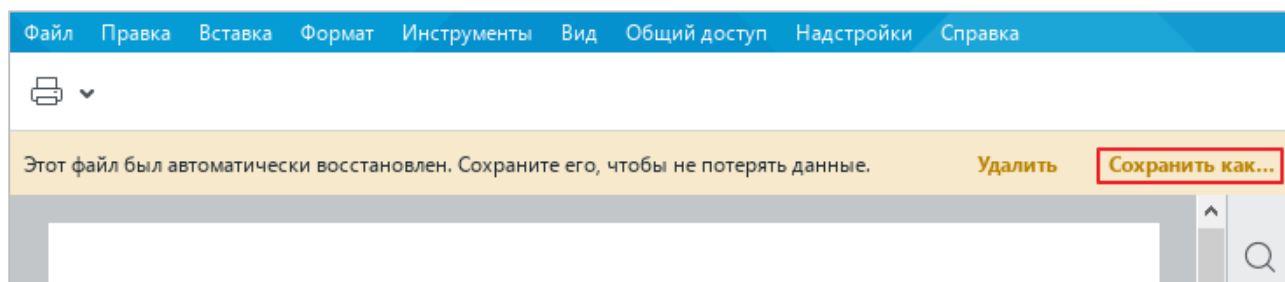 Файл Правка Вставка Формат Инструменты Вид Общий доступ Надстройки Справка
Этот файл был автоматически восстановлен. Сохраните его, чтобы не потерять данные. Удалить Сохранить как...